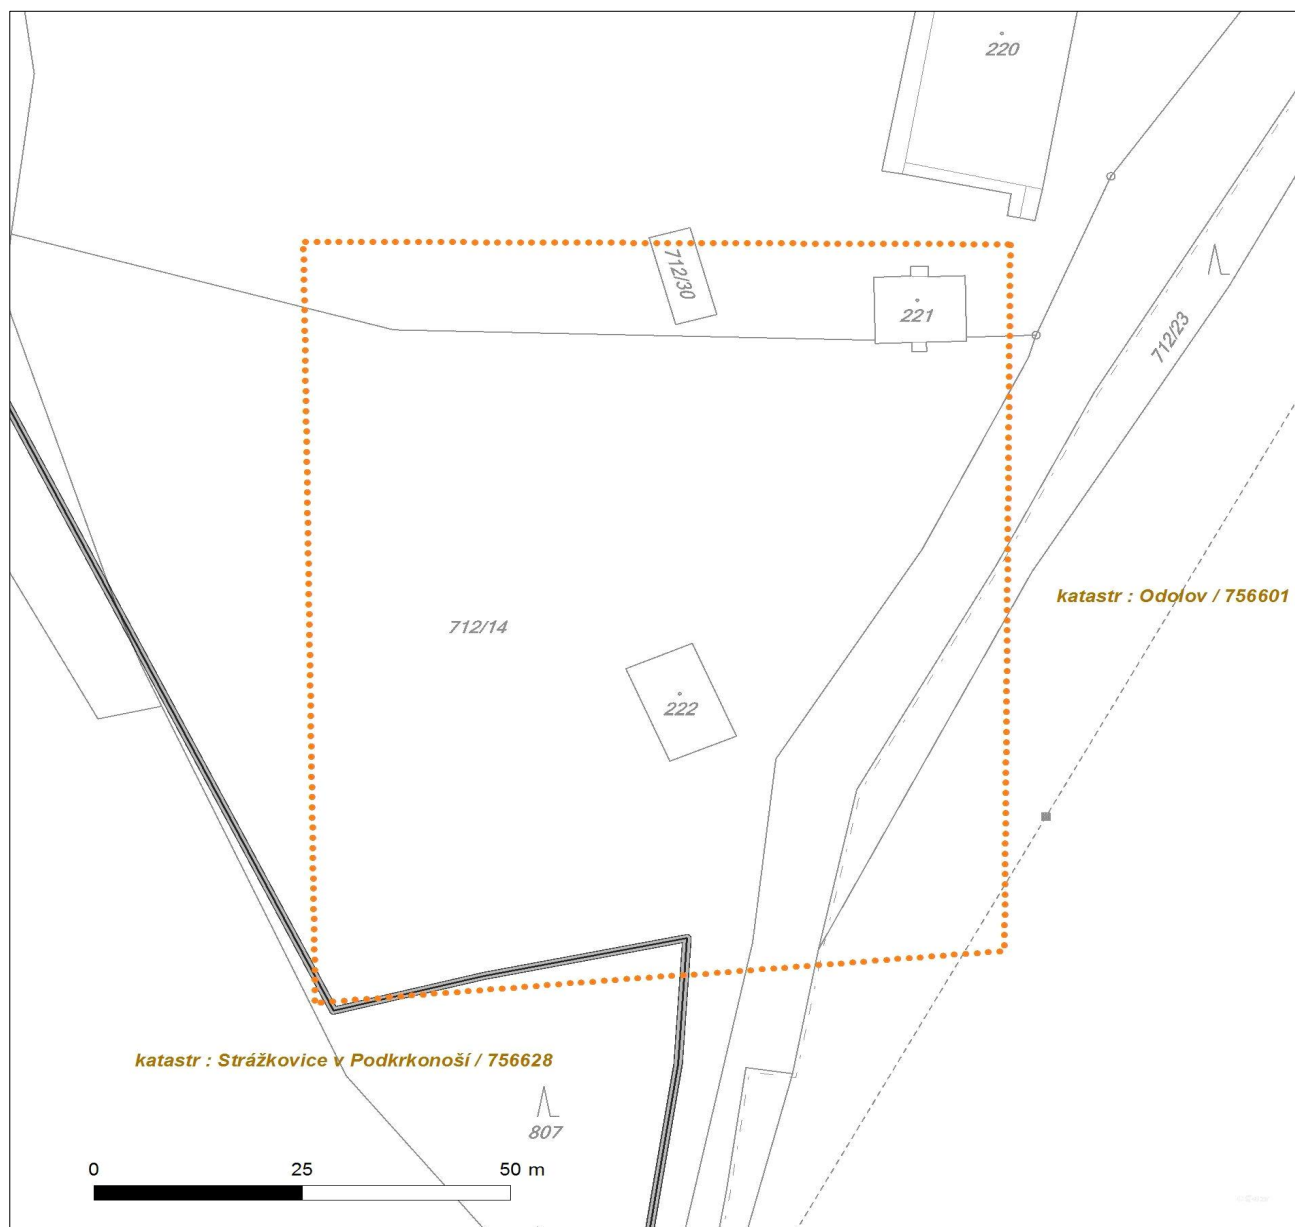 220
712/30
221
712/23
katastr : Odolov / 756601
712/14
222
katastr : Strážkovice v Podkrkonoší / 756628
807
0 25 50 m